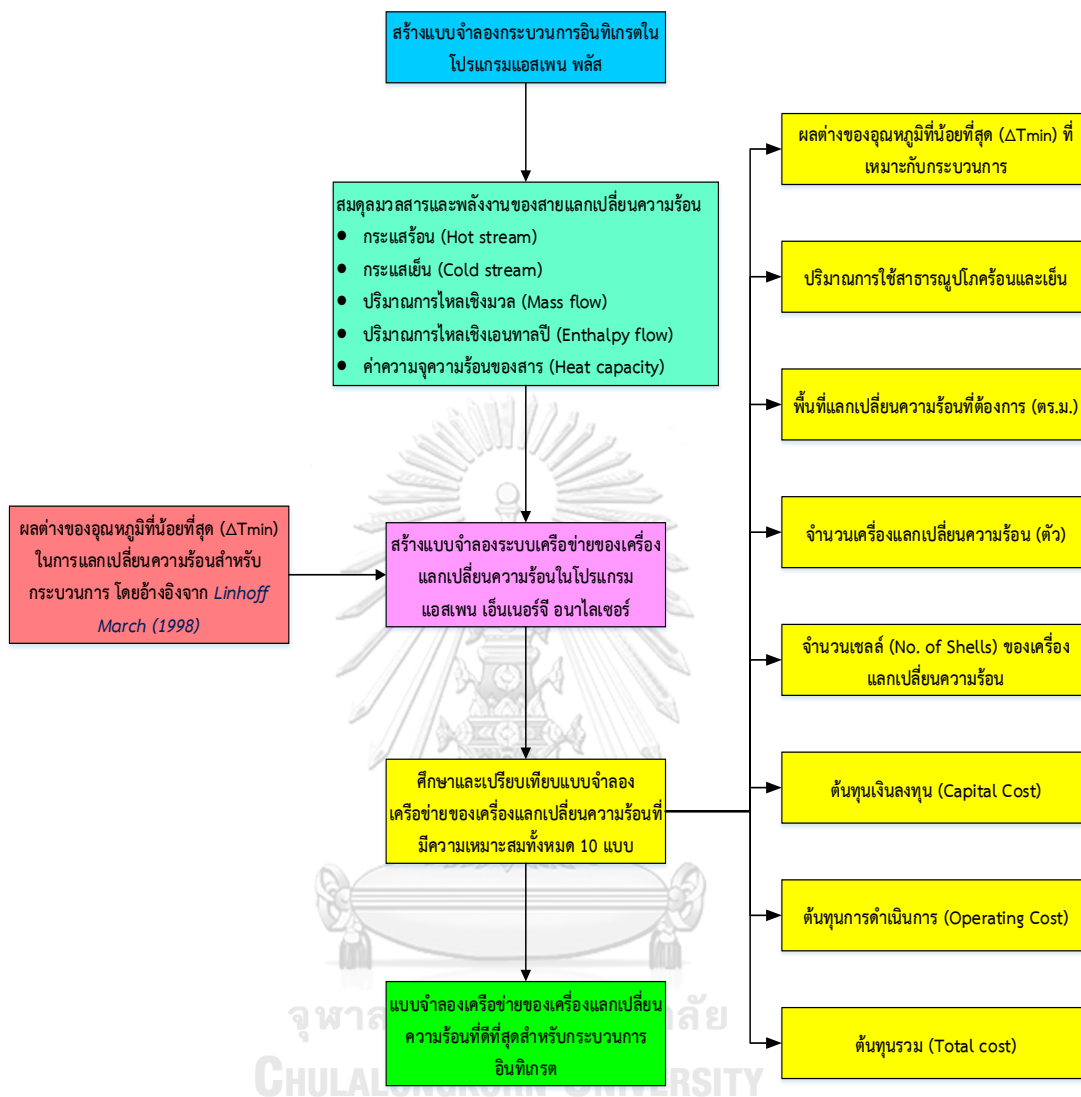 สร้างแบบจำลองกระบวนการอินทิเกรตใน
โปรแกรมแอสเพน พลัส
สมดุลมวลสารและพลังงานของสายแลกเปลี่ยนความร้อน
● กระแสร้อน (Hot stream)
● กระแสเย็น (Cold stream)
● ปริมาณการไหลเชิงมวล (Mass flow)
● ปริมาณการไหลเชิงเอนทาลปี (Enthalpy flow)
● ค่าความจุความร้อนของสาร (Heat capacity)
ผลต่างของอุณหภูมิที่น้อยที่สุด (ΔTmin)
ในการแลกเปลี่ยนความร้อนสำหรับ
กระบวนการ โดยอ้างอิงจาก Linhoff
March (1998)
สร้างแบบจำลองระบบเครือข่ายของเครื่อง
แลกเปลี่ยนความร้อนในโปรแกรม
แอสเพน เอ็นเนอร์จี อนาไลเซอร์
ศึกษาและเปรียบเทียบแบบจำลอง
เครือข่ายของเครื่องแลกเปลี่ยนความร้อนที่
มีความเหมาะสมทั้งหมด 10 แบบ
แบบจำลองเครือข่ายของเครื่องแลกเปลี่ยน
ความร้อนที่ดีที่สุดสำหรับกระบวนการ
อินทิเกรต
ผลต่างของอุณหภูมิที่น้อยที่สุด (ΔTmin) ที่
เหมาะกับกระบวนการ
ปริมาณการใช้สาธารณูปโภคร้อนและเย็น
พื้นที่แลกเปลี่ยนความร้อนที่ต้องการ (ตร.ม.)
จำนวนเครื่องแลกเปลี่ยนความร้อน (ตัว)
จำนวนเชลล์ (No. of Shells) ของเครื่อง
แลกเปลี่ยนความร้อน
ต้นทุนเงินลงทุน (Capital Cost)
ต้นทุนการดำเนินการ (Operating Cost)
ต้นทุนรวม (Total cost)